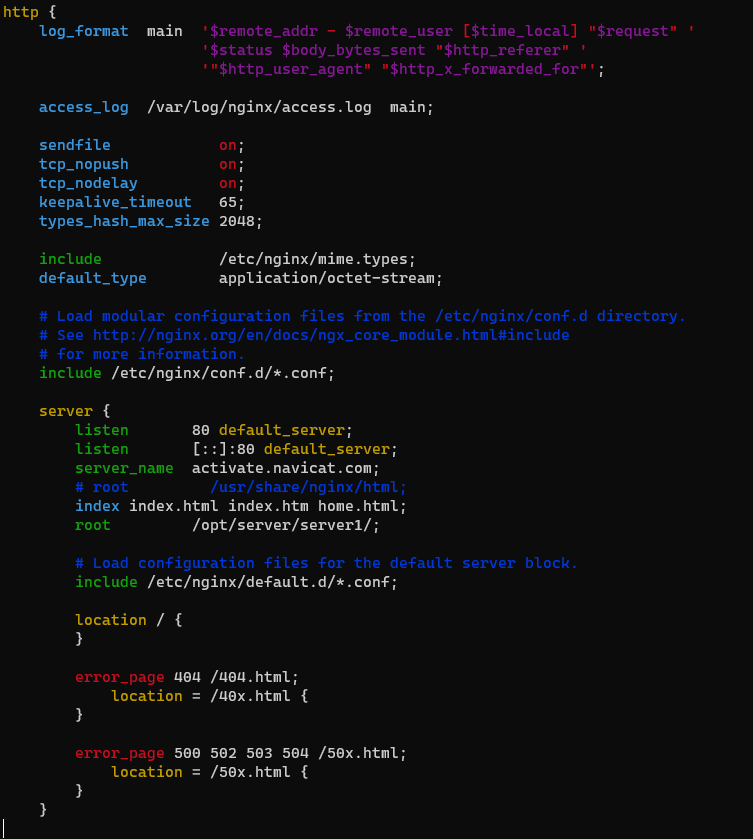 http {
    log_format  main  '$remote_addr - $remote_user [$time_local] "$request" '
                      '$status $body_bytes_sent "$http_referer" '
                      '"$http_user_agent" "$http_x_forwarded_for"';

    access_log  /var/log/nginx/access.log  main;

    sendfile            on;
    tcp_nopush          on;
    tcp_nodelay         on;
    keepalive_timeout   65;
    types_hash_max_size 2048;

    include             /etc/nginx/mime.types;
    default_type        application/octet-stream;

    # Load modular configuration files from the /etc/nginx/conf.d directory.
    # See http://nginx.org/en/docs/ngx_core_module.html#include
    # for more information.
    include /etc/nginx/conf.d/*.conf;

    server {
        listen       80 default_server;
        listen       [::]:80 default_server;
        server_name  activate.navicat.com;
        # root         /usr/share/nginx/html;
        index index.html index.htm home.html;
        root         /opt/server/server1/;

        # Load configuration files for the default server block.
        include /etc/nginx/default.d/*.conf;

        location / {
        }

        error_page 404 /404.html;
            location = /40x.html {
        }

        error_page 500 502 503 504 /50x.html;
            location = /50x.html {
        }
    }